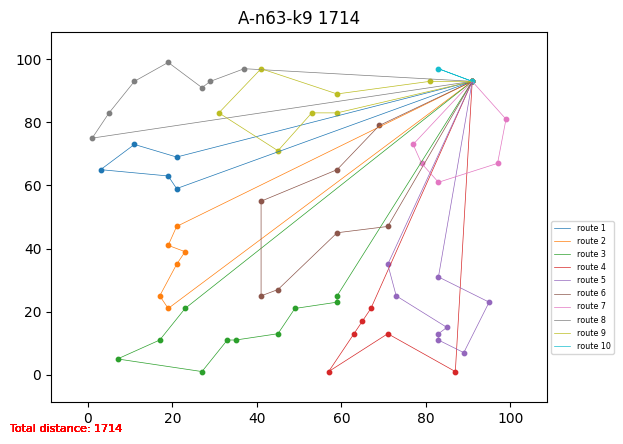 A-n63-k9 1714
100
80
60
40
20
0
0 20 40 60 80 100
route 1
route 2
route 3
route 4
route 5
route 6
route 7
route 8
route 9
route 10
Total distance: 1714